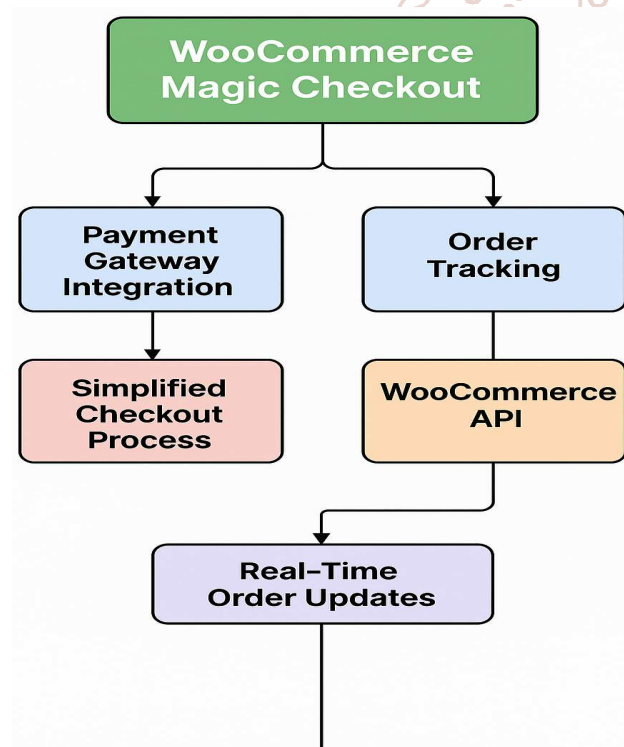 WooCommerce
Magic Checkout
Payment
Gateway
Integration
Order
Tracking
Simplified
Checkout
Process
WooCommerce
API
Real-Time
Order Updates